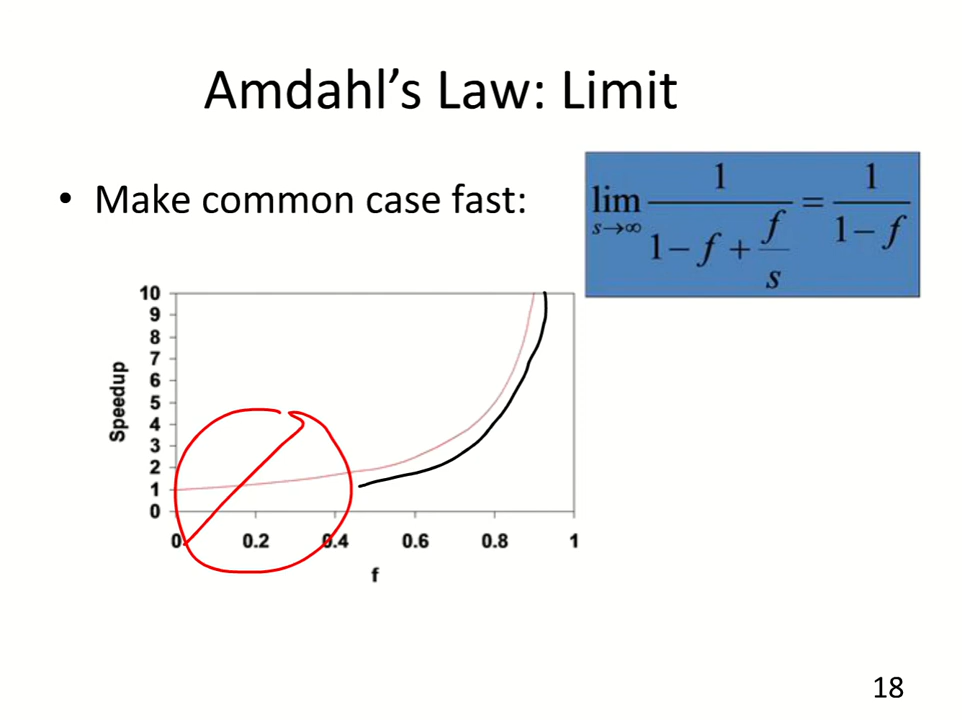 Amdahl’s Law: Limit
• Make common case fast:
lim s→∞ 1 / (1 − f + f/s) = 1 / (1 − f)
10
9
8
7
6
5
4
3
2
1
0
Speedup
0 0.2 0.4 0.6 0.8 1
f
18